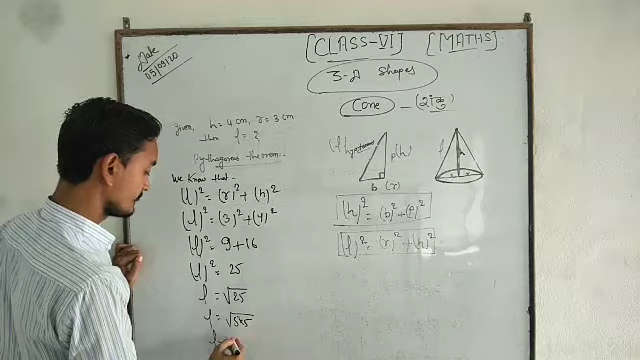 Date
05/09/20
[CLASS-VI] [MATHS]
3-D Shapes
Cone - (शंकु)
Given, h = 4 cm, r = 3 cm
then l = ?
Pythagoras theorem:-
We know that -
(l)² = (r)² + (h)²
(l)² = (3)² + (4)²
(l)² = 9 + 16
(l)² = 25
l = √25
l = √5×5
l
(l) p(h)
b (r)
l
(h)² = (b)² + (p)²
(l)² = (r)² + (h)²